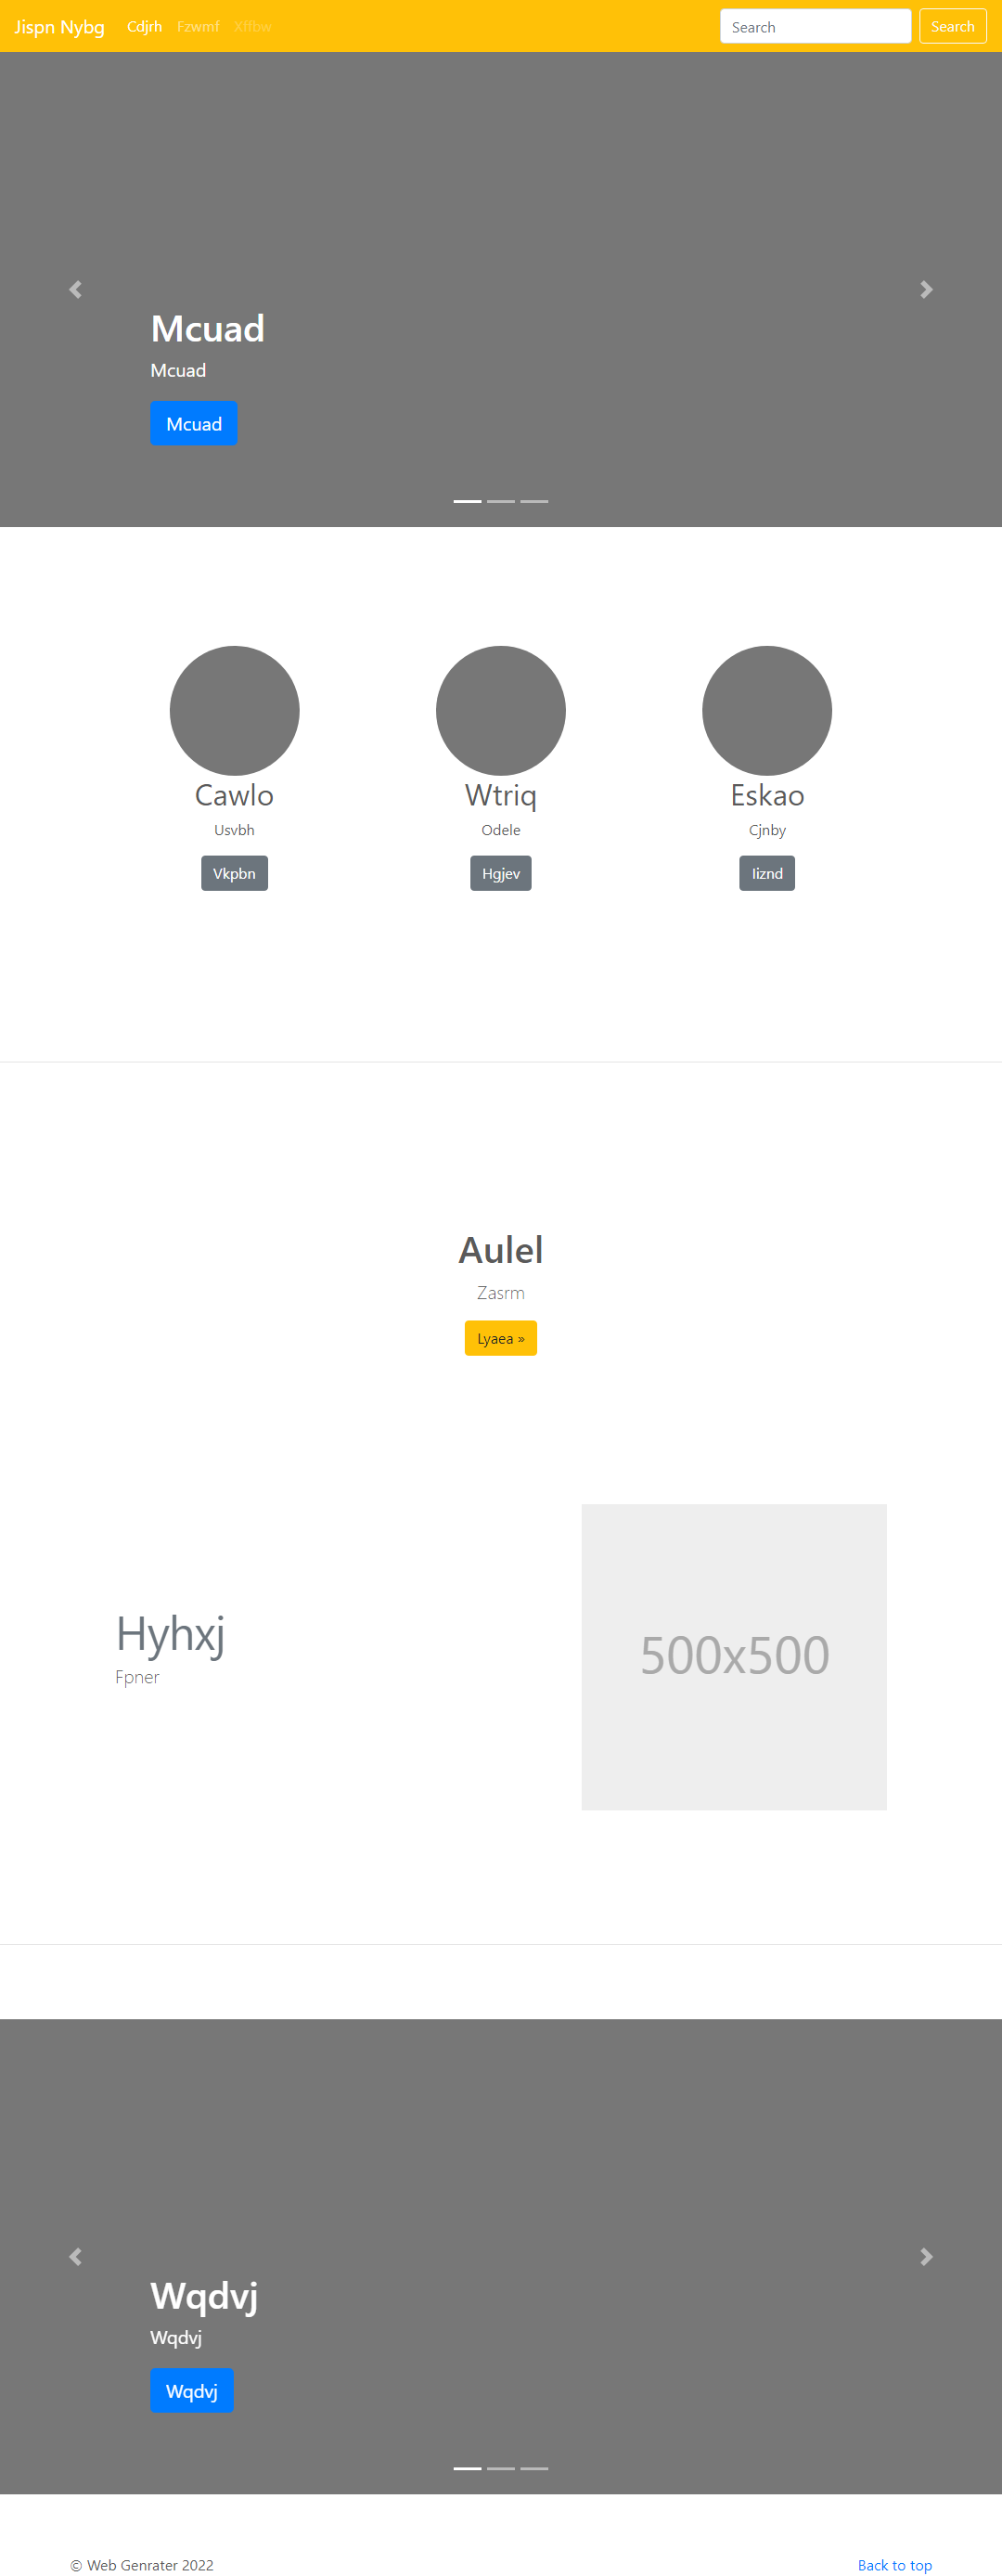 Jispn Nybg Cdjrh Fzwmf Xffbw Search Search
Mcuad
Mcuad
Mcuad
Cawlo
Usvbh
Vkpbn
Wtriq
Odele
Hgjev
Eskao
Cjnby
Iiznd
Aulel
Zasrm
Lyaea »
Hyhxj
Fpner
500x500
Wqdvj
Wqdvj
Wqdvj
© Web Genrater 2022
Back to top